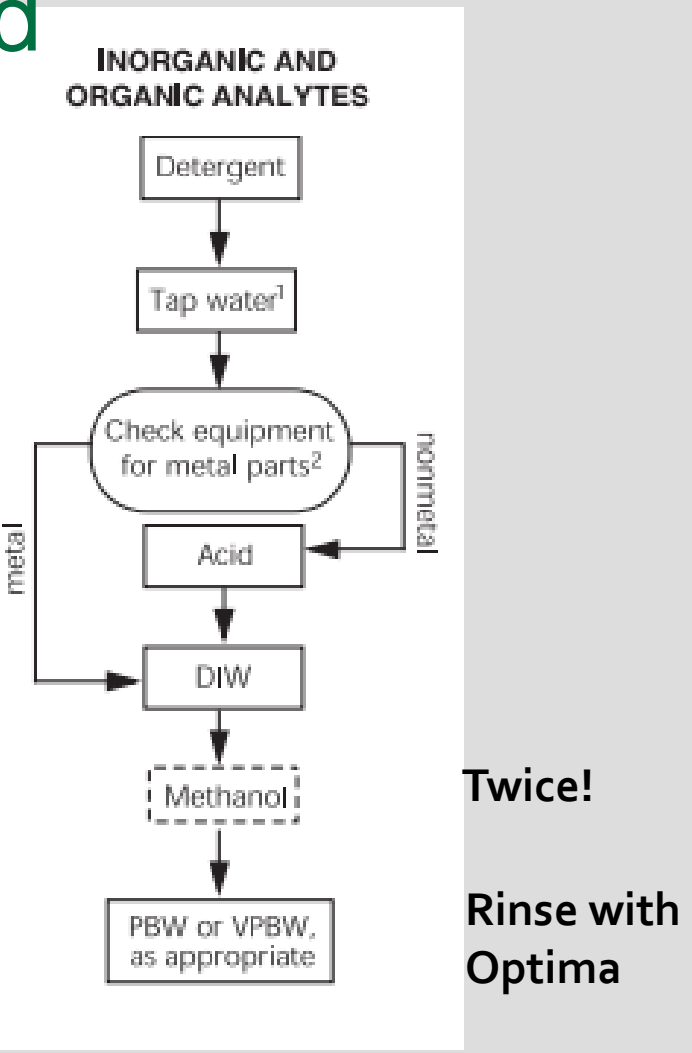 d
INORGANIC AND
ORGANIC ANALYTES
Detergent
Tap water1
Check equipment
for metal parts2
metal
nonmetal
Acid
DIW
Methanol
Twice!
PBW or VPBW,
as appropriate
Rinse with
Optima